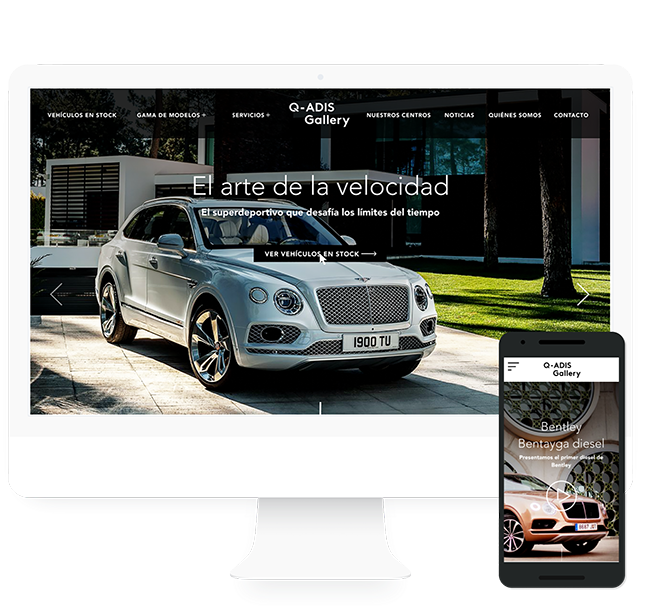 Q-ADIS
Gallery
VEHÍCULOS EN STOCK
GAMA DE MODELOS +
SERVICIOS +
NUESTROS CENTROS
NOTICIAS
QUIÉNES SOMOS
CONTACTO
El arte de la velocidad
El superdeportivo que desafía los límites del tiempo
VER VEHÍCULOS EN STOCK
1900 TU
Q-ADIS
Gallery
Bentley
Bentayga diesel
Presentamos el primer diesel de
Bentley